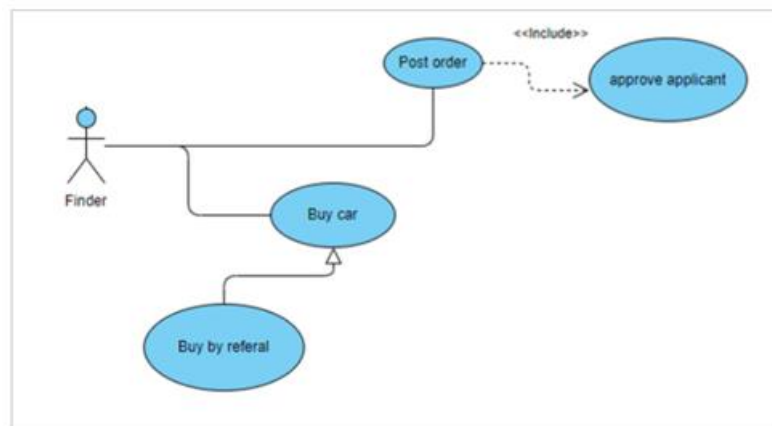 <<Include>>
Post order
approve applicant
Finder
Buy car
Buy by referal